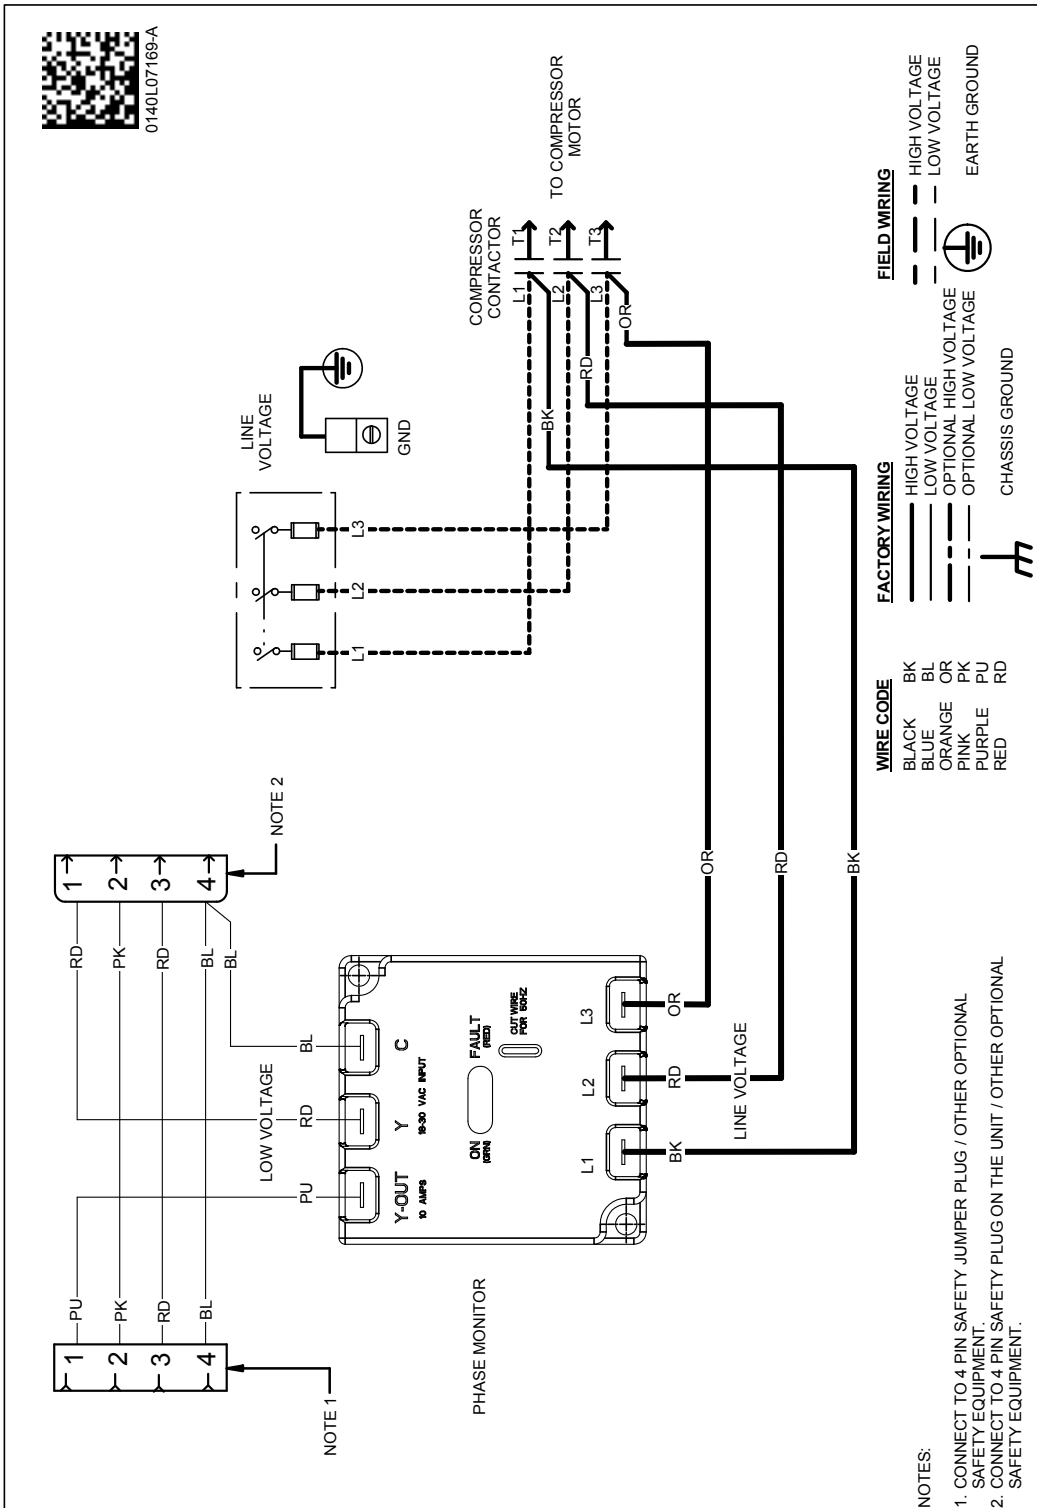 0140L07169-A
NOTE 1
1
2
3
4
PU
PK
RD
BL
RD
PK
RD
BL
BL
1
2
3
4
NOTE 2
LOW VOLTAGE
PU
RD
BL
Y-OUT
10 AMPS
Y
C
18-30 VAC INPUT
ON
(GRN)
FAULT
(RED)
CUT WIRE
FOR 50HZ
L1
L2
L3
BK
RD
OR
LINE VOLTAGE
PHASE MONITOR
OR
RD
BK
LINE
VOLTAGE
GND
L1
L2
L3
COMPRESSOR
CONTACTOR
L1
L2
L3
T1
T2
T3
TO COMPRESSOR
MOTOR
BK
RD
OR
NOTES:
1. CONNECT TO 4 PIN SAFETY JUMPER PLUG / OTHER OPTIONAL
SAFETY EQUIPMENT.
2. CONNECT TO 4 PIN SAFETY PLUG ON THE UNIT / OTHER OPTIONAL
SAFETY EQUIPMENT.
WIRE CODE
BLACK BK
BLUE BL
ORANGE OR
PINK PK
PURPLE PU
RED RD
FACTORY WIRING
HIGH VOLTAGE
LOW VOLTAGE
OPTIONAL HIGH VOLTAGE
OPTIONAL LOW VOLTAGE
CHASSIS GROUND
FIELD WIRING
HIGH VOLTAGE
LOW VOLTAGE
EARTH GROUND